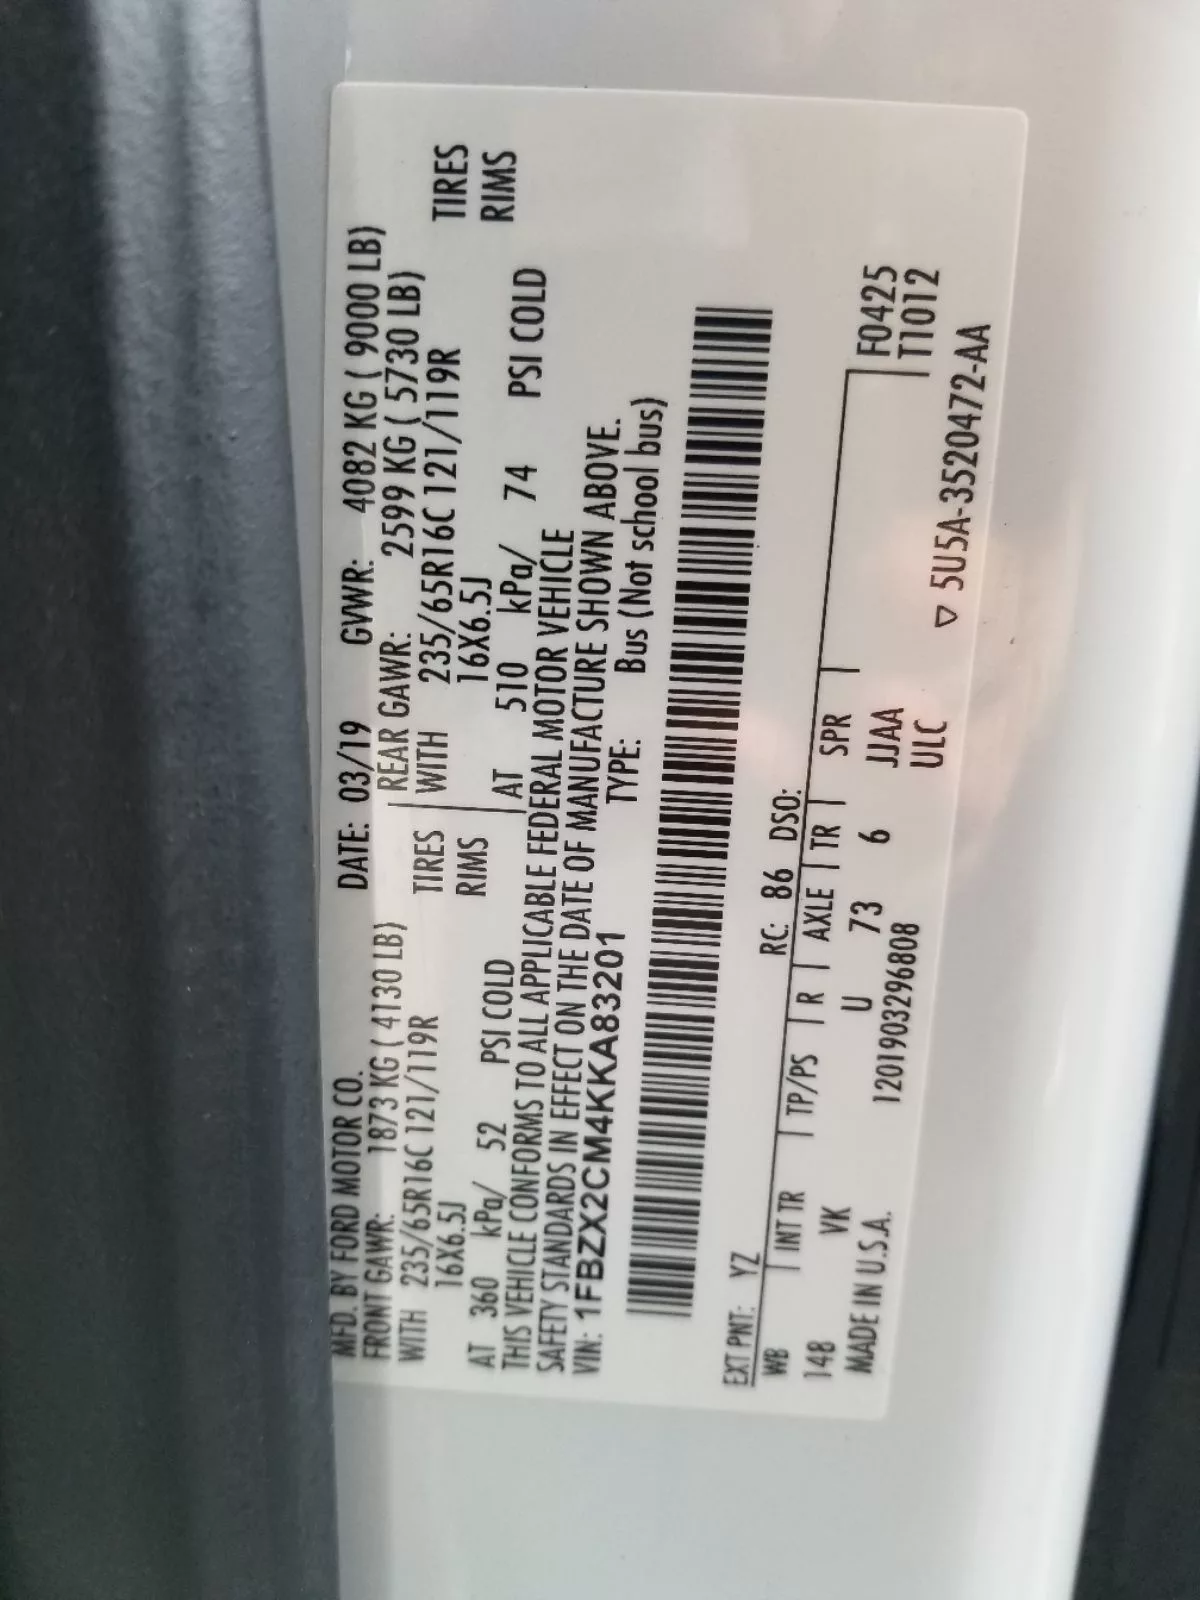 MFD. BY FORD MOTOR CO. DATE: 03/19 GVWR: 4082 KG ( 9000 LB)
FRONT GAWR: 1873 KG ( 4130 LB) REAR GAWR: 2599 KG ( 5730 LB)
WITH 235/65R16C 121/119R TIRES WITH 235/65R16C 121/119R TIRES
16X6.5J RIMS 16X6.5J RIMS
AT 360 kPa/ 52 PSI COLD AT 510 kPa/ 74 PSI COLD
THIS VEHICLE CONFORMS TO ALL APPLICABLE FEDERAL MOTOR VEHICLE
SAFETY STANDARDS IN EFFECT ON THE DATE OF MANUFACTURE SHOWN ABOVE.
VIN: 1FBZX2CM4KKA83201 TYPE: Bus (Not school bus)
EXT PNT: YZ RC: 86 DSO:
WB INT TR TP/PS R AXLE TR SPR F0425
148 VK U 73 6 JJAA T1012
MADE IN U.S.A. 1201903296808 ULC
▽ 5U5A-3520472-AA